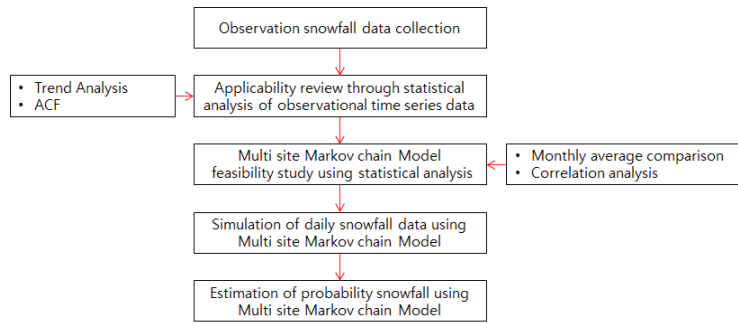 Observation snowfall data collection
• Trend Analysis
• ACF
Applicability review through statistical
analysis of observational time series data
Multi site Markov chain Model
feasibility study using statistical analysis
• Monthly average comparison
• Correlation analysis
Simulation of daily snowfall data using
Multi site Markov chain Model
Estimation of probability snowfall using
Multi site Markov chain Model